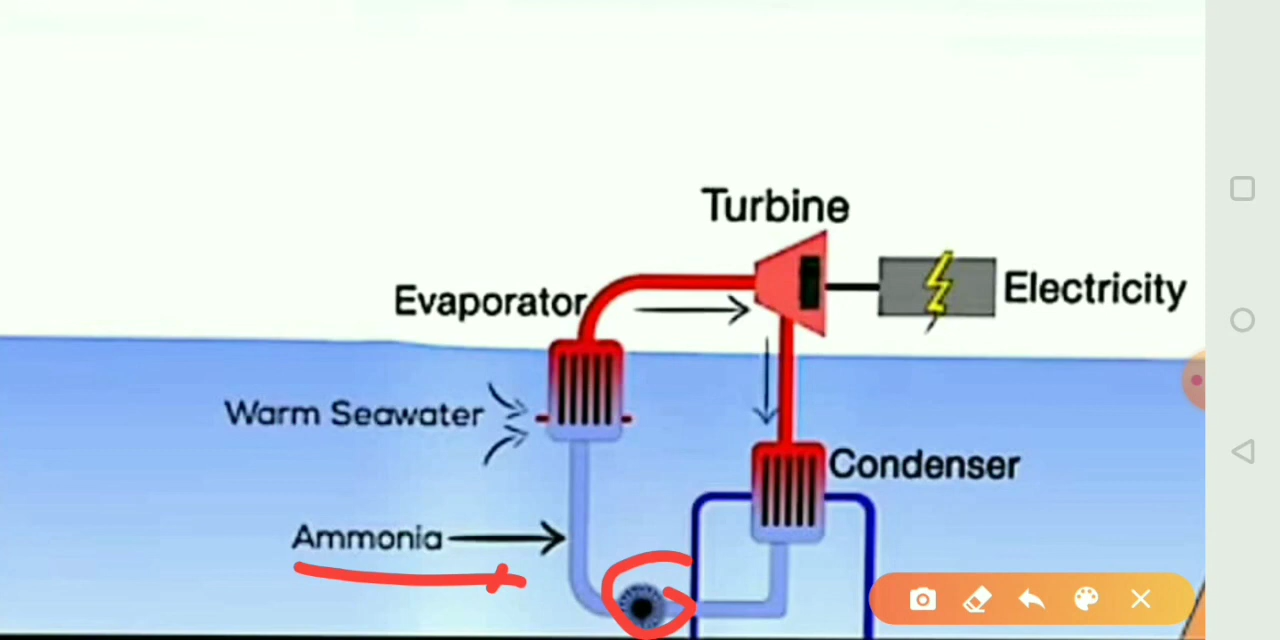 Turbine
Evaporator
Electricity
Warm Seawater
Condenser
Ammonia